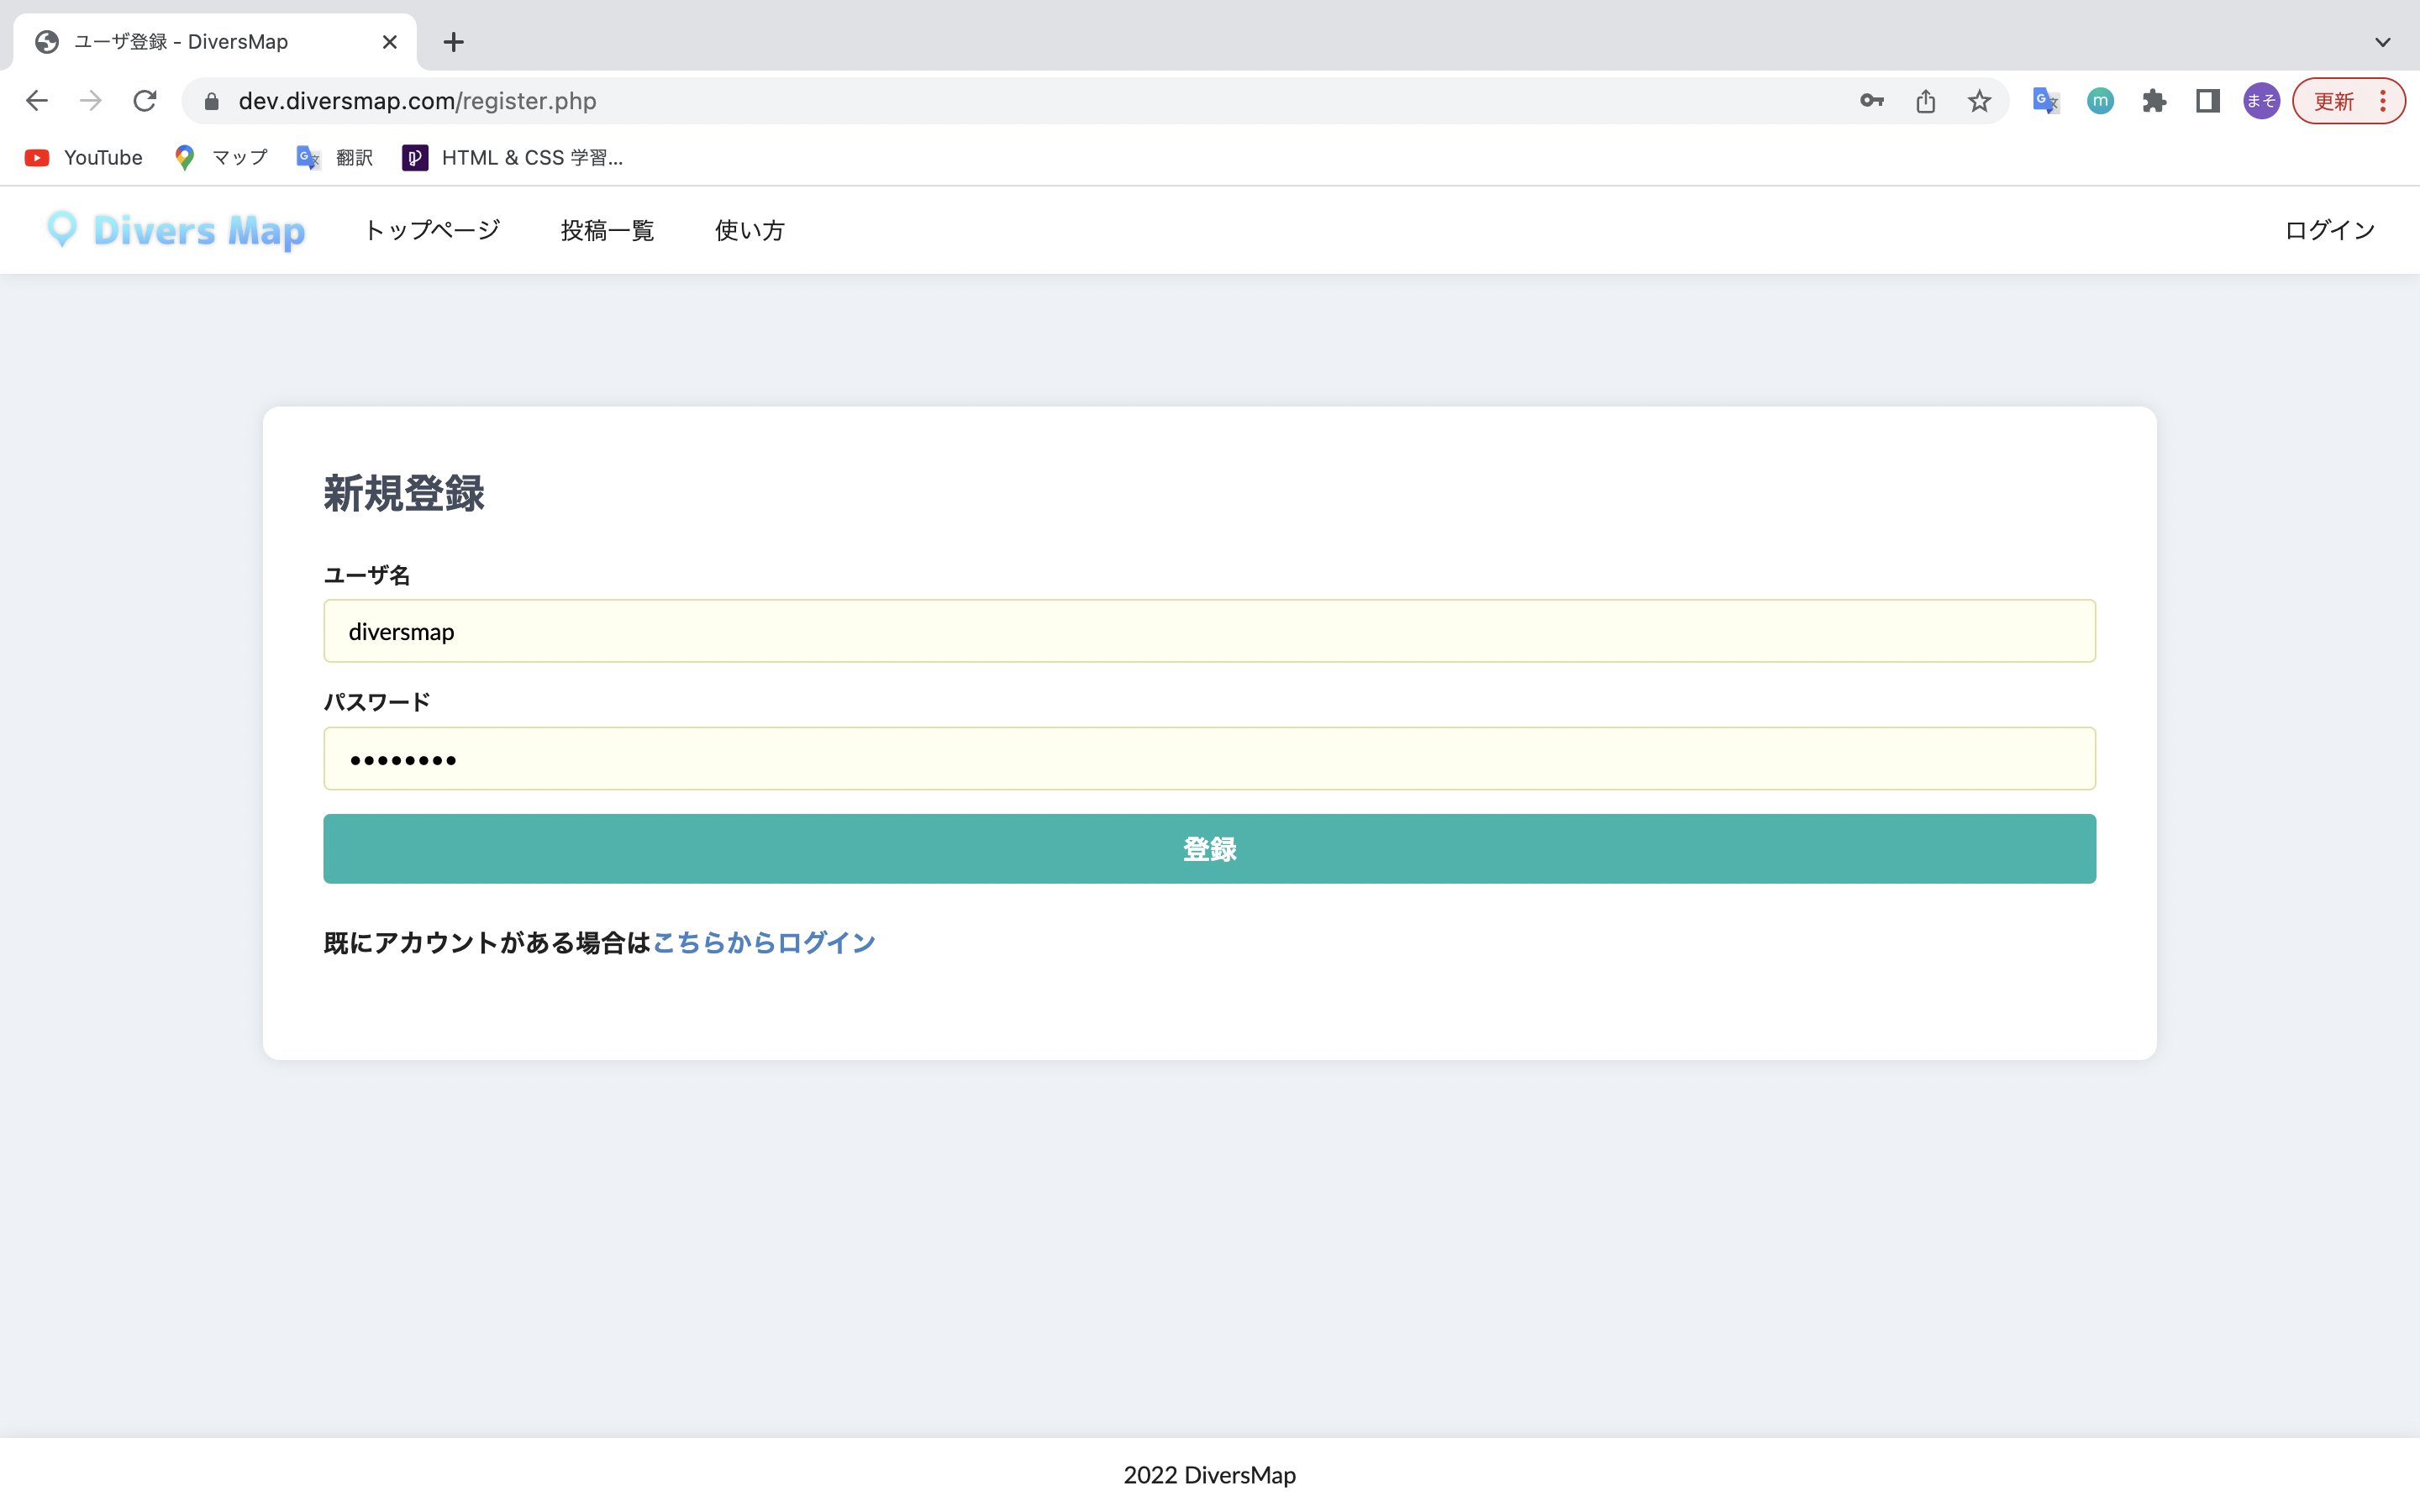 ユーザ登録 - DiversMap
dev.diversmap.com/register.php
まそ
更新
YouTube マップ 翻訳 HTML & CSS 学習...
Divers Map トップページ 投稿一覧 使い方 ログイン
新規登録
ユーザ名
diversmap
パスワード
••••••••
登録
既にアカウントがある場合はこちらからログイン
2022 DiversMap